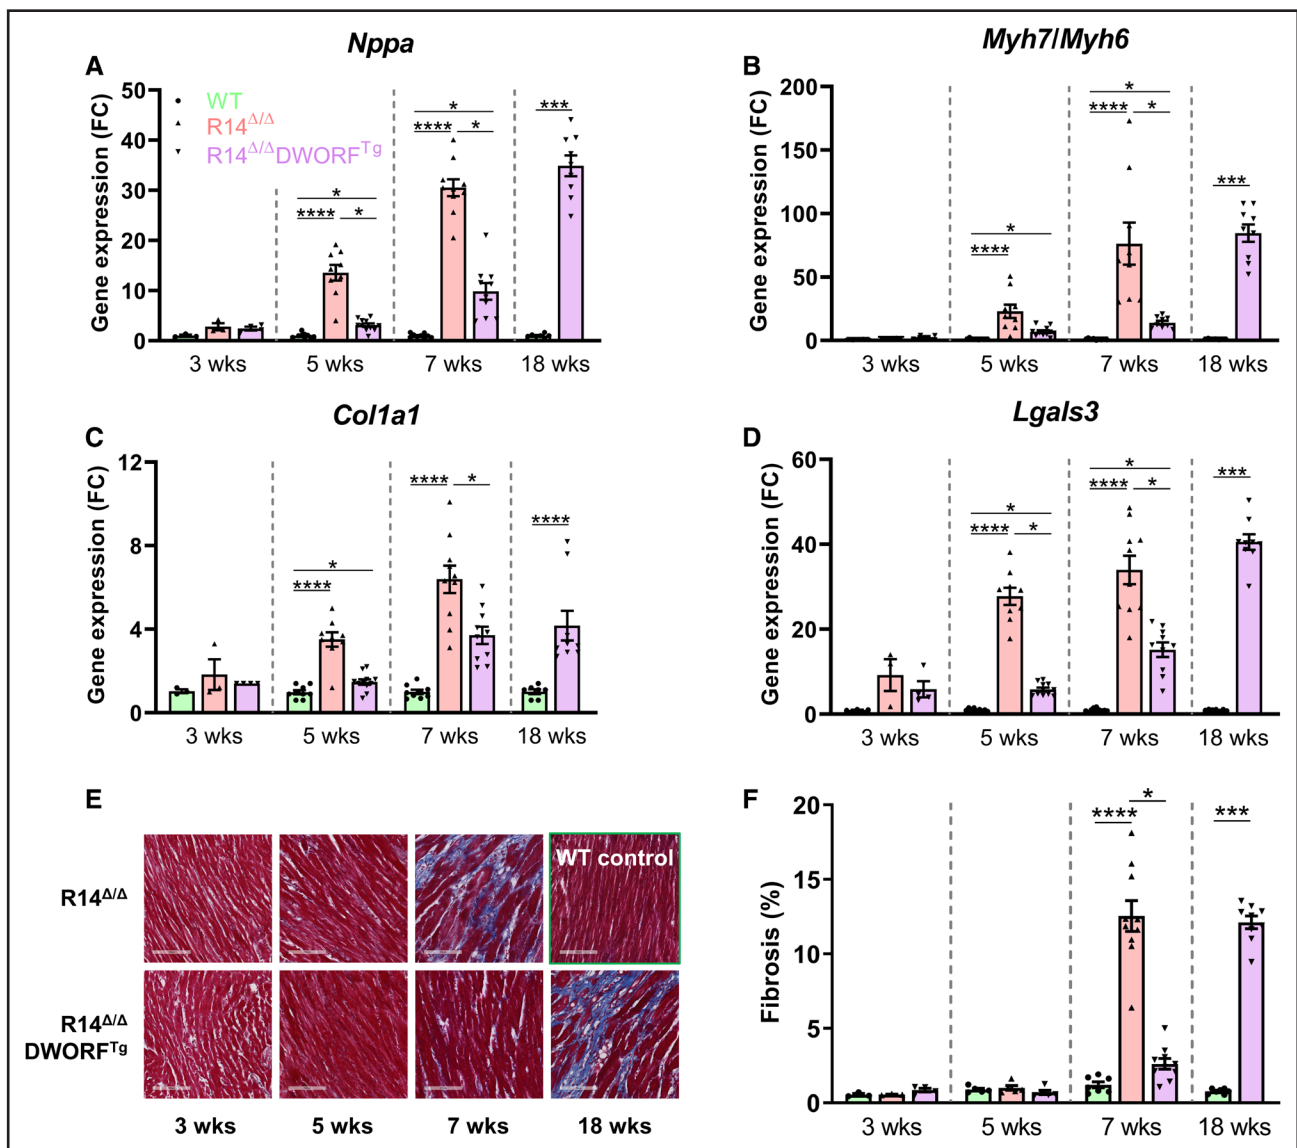 Nppa
A
Gene expression (FC)
50
40
30
20
10
0
WT
R14Δ/Δ
R14Δ/ΔDWORFTg
*
**** *
*
**** *
***
3 wks 5 wks 7 wks 18 wks
Myh7/Myh6
B
Gene expression (FC)
200
150
100
50
0
*
****
*
**** *
***
3 wks 5 wks 7 wks 18 wks
Col1a1
C
Gene expression (FC)
12
8
4
0
*
****
**** *
****
3 wks 5 wks 7 wks 18 wks
Lgals3
D
Gene expression (FC)
60
40
20
0
*
**** *
*
**** *
***
3 wks 5 wks 7 wks 18 wks
E
R14Δ/Δ
WT control
R14Δ/Δ
DWORFTg
3 wks 5 wks 7 wks 18 wks
F
Fibrosis (%)
20
15
10
5
0
**** *
***
3 wks 5 wks 7 wks 18 wks